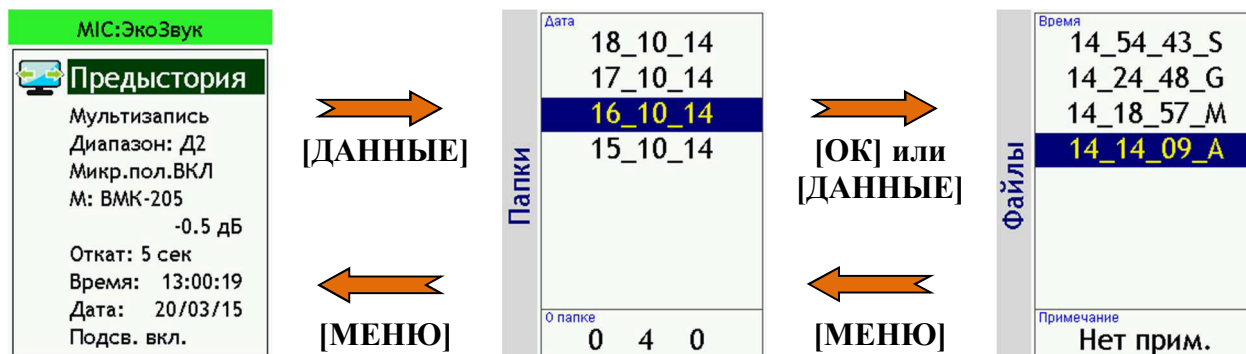 MIC:ЭкоЗвук
Предыстория
Мультизапись
Диапазон: Д2
Микр.пол.ВКЛ
М: ВМК-205
-0.5 дБ
Откат: 5 сек
Время: 13:00:19
Дата: 20/03/15
Подсв. вкл.
[ДАННЫЕ]
[МЕНЮ]
Папки
Дата
18_10_14
17_10_14
16_10_14
15_10_14
О папке
0 4 0
[ОК] или
[ДАННЫЕ]
[МЕНЮ]
Файлы
Время
14_54_43_S
14_24_48_G
14_18_57_M
14_14_09_A
Примечание
Нет прим.